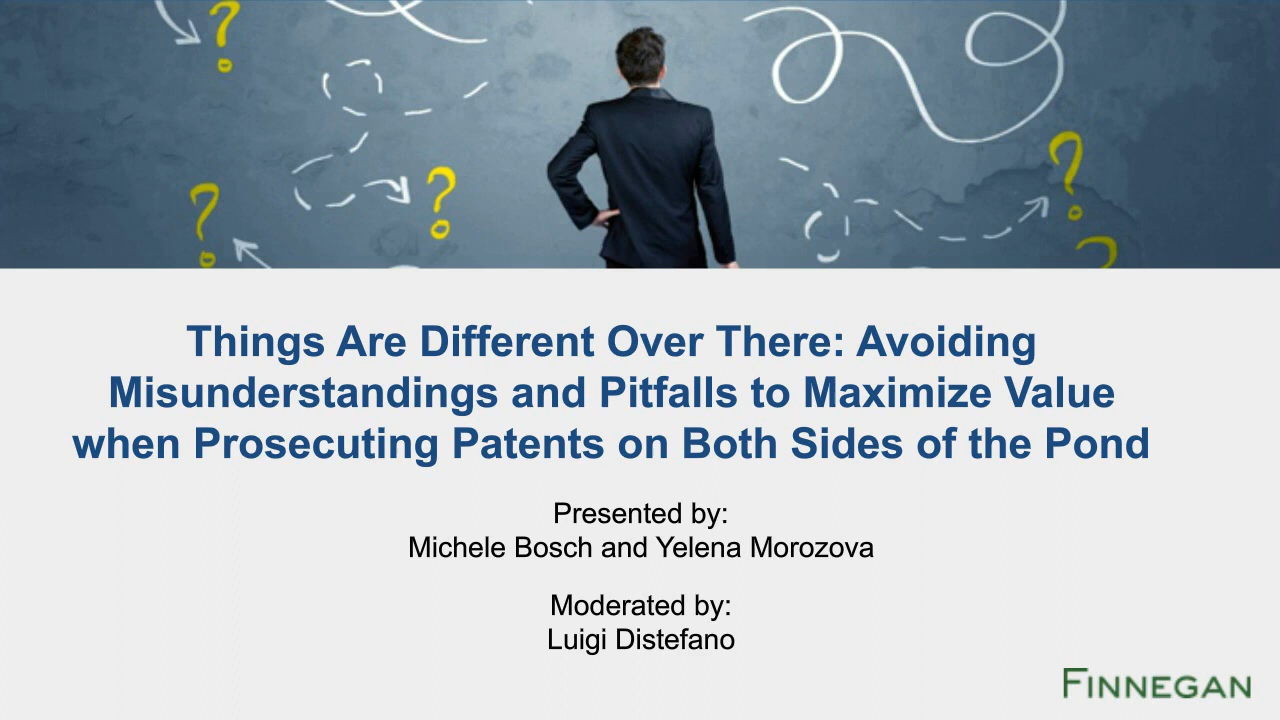 ? ? ? ? ?
Things Are Different Over There: Avoiding
Misunderstandings and Pitfalls to Maximize Value
when Prosecuting Patents on Both Sides of the Pond
Presented by:
Michele Bosch and Yelena Morozova
Moderated by:
Luigi Distefano
FINNEGAN